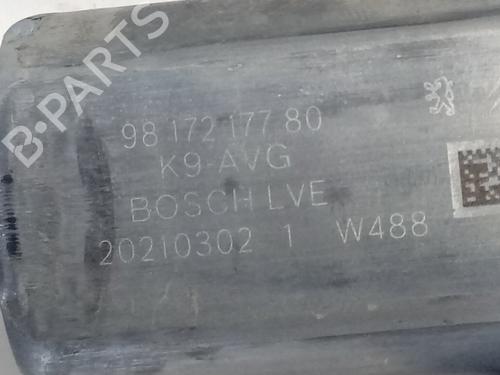 B-PARTS
98 172 177 80
K9-AVG
BOSCH LVE
20210302 1 W488